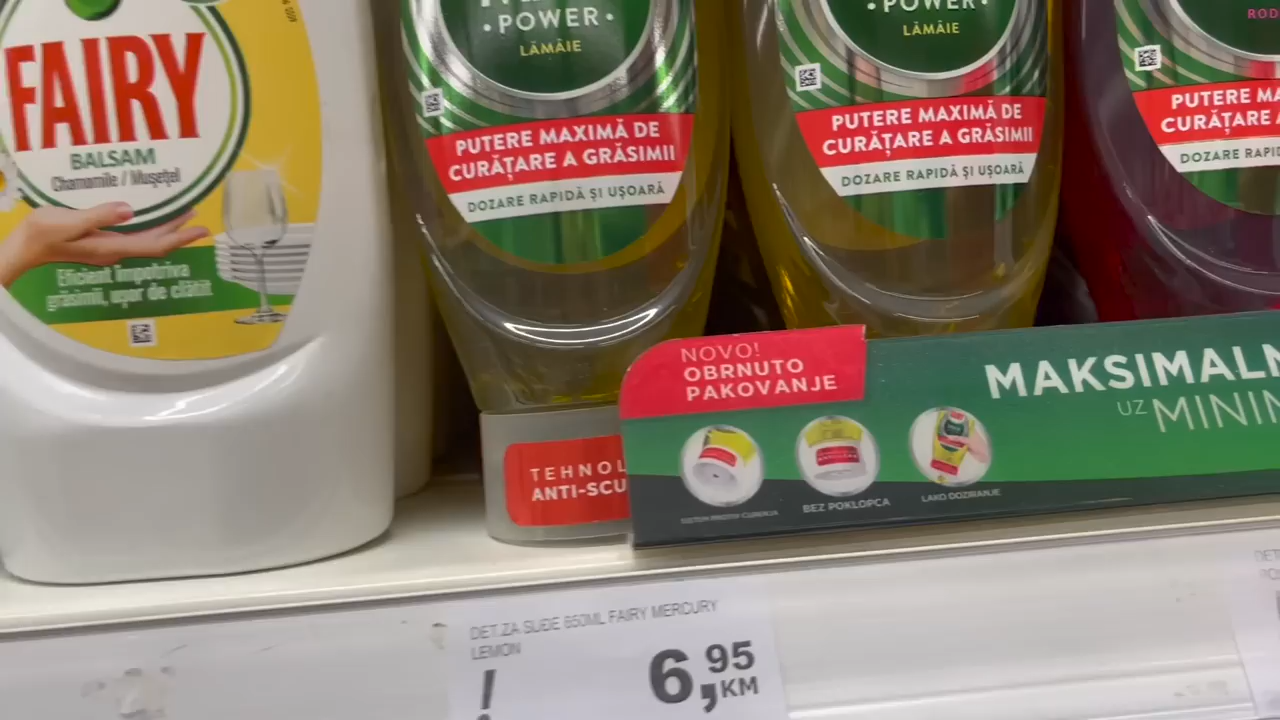 FAIRY
BALSAM
Chamomile / Mușețel
Eficient împotriva
grăsimii, ușor de clătit
•POWER•
LĂMÂIE
PUTERE MAXIMĂ DE
CURĂȚARE A GRĂSIMII
DOZARE RAPIDĂ ȘI UȘOARĂ
TEHNOL
ANTI-SCU
•POWER•
LĂMÂIE
PUTERE MAXIMĂ DE
CURĂȚARE A GRĂSIMII
DOZARE RAPIDĂ ȘI UȘOARĂ
ROD
PUTERE MA
CURĂȚARE A
DOZARE RAPID
NOVO!
OBRNUTO
PAKOVANJE
BEZ POKLOPCA
LAKO DOZIRANJE
MAKSIMALN
UZ MINIM
DET.ZA SUĐE 650ML FAIRY MERCURY
LEMON
!
6,95
KM